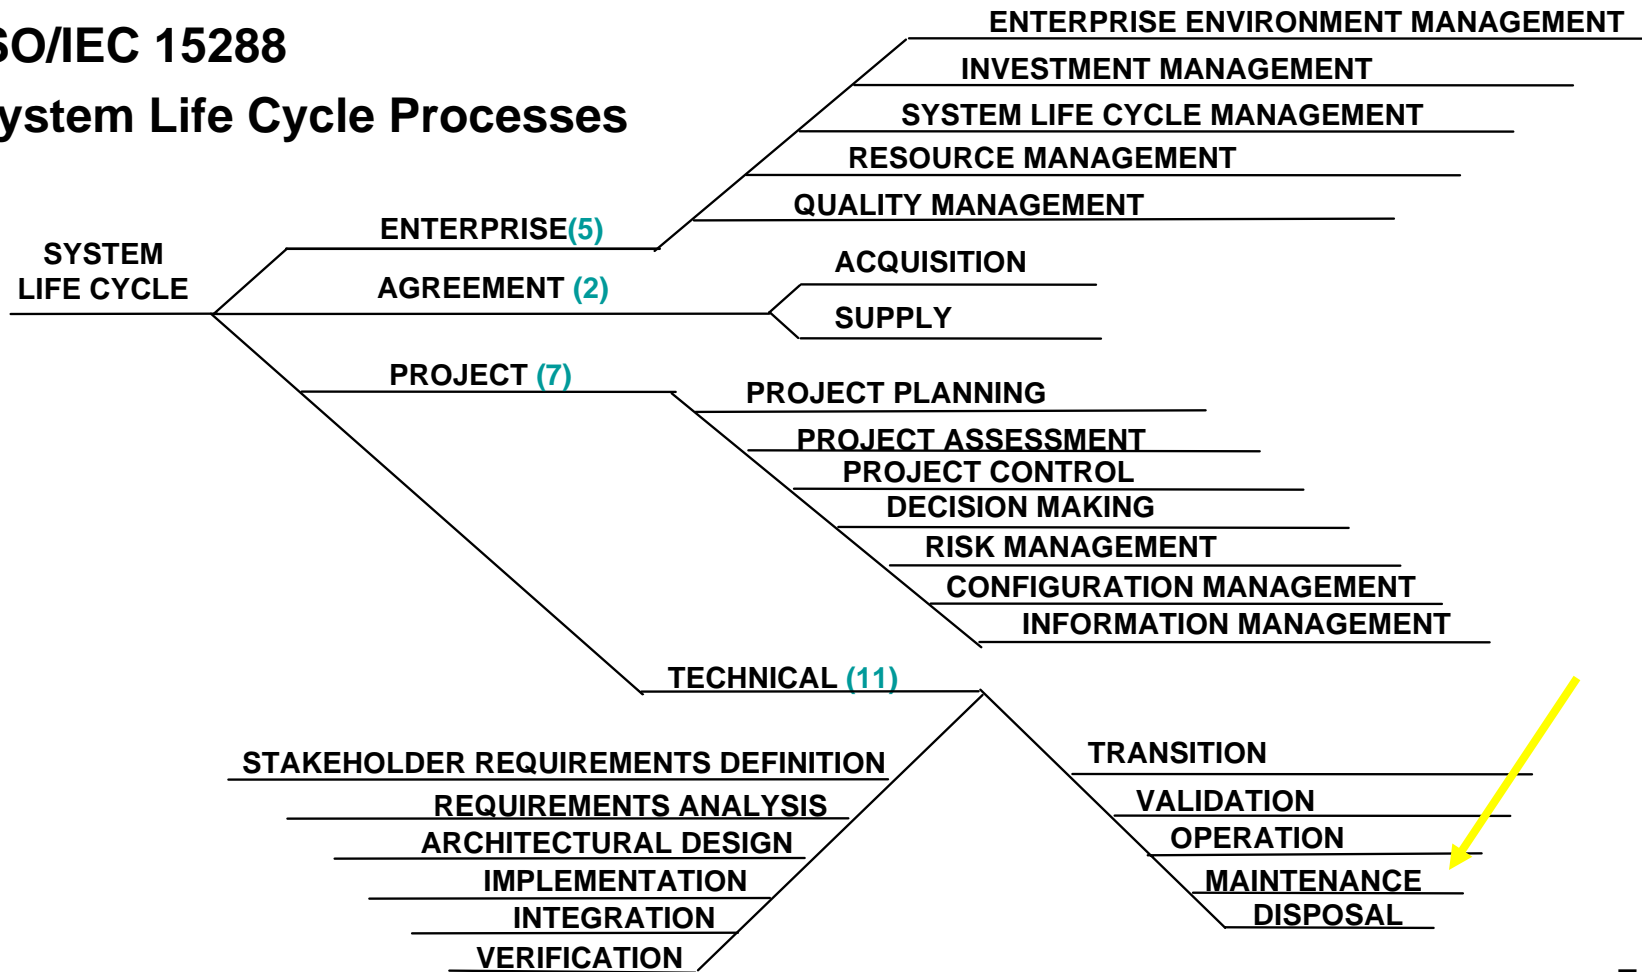 SO/IEC 15288
ystem Life Cycle Processes
ENTERPRISE ENVIRONMENT MANAGEMENT
INVESTMENT MANAGEMENT
SYSTEM LIFE CYCLE MANAGEMENT
RESOURCE MANAGEMENT
QUALITY MANAGEMENT
ENTERPRISE(5)
SYSTEM
LIFE CYCLE
AGREEMENT (2)
ACQUISITION
SUPPLY
PROJECT (7)
PROJECT PLANNING
PROJECT ASSESSMENT
PROJECT CONTROL
DECISION MAKING
RISK MANAGEMENT
CONFIGURATION MANAGEMENT
INFORMATION MANAGEMENT
TECHNICAL (11)
STAKEHOLDER REQUIREMENTS DEFINITION
REQUIREMENTS ANALYSIS
ARCHITECTURAL DESIGN
IMPLEMENTATION
INTEGRATION
VERIFICATION
TRANSITION
VALIDATION
OPERATION
MAINTENANCE
DISPOSAL